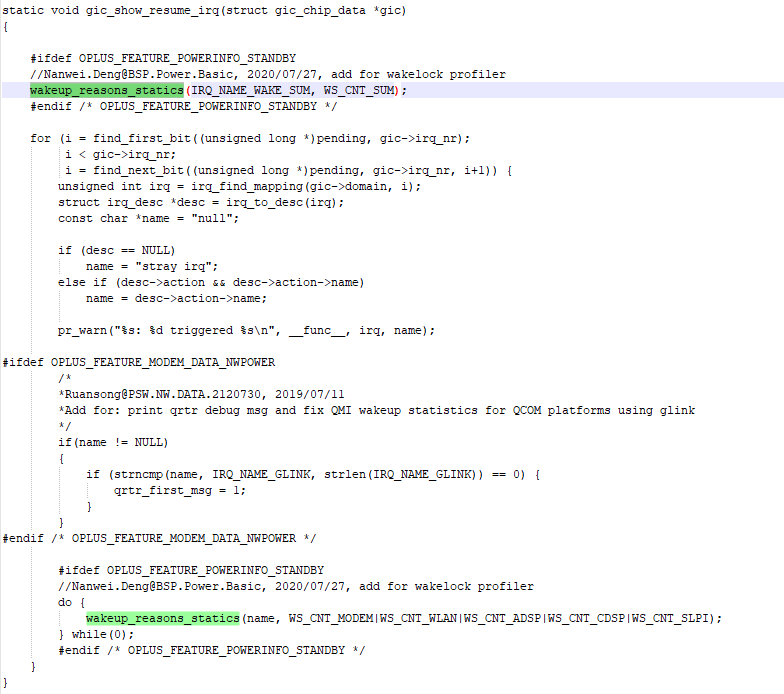 static void gic_show_resume_irq(struct gic_chip_data *gic)
{
#ifdef OPLUS_FEATURE_POWERINFO_STANDBY
//Nanwei.Deng@BSP.Power.Basic, 2020/07/27, add for wakelock profiler
wakeup_reasons_statics(IRQ_NAME_WAKE_SUM, WS_CNT_SUM);
#endif /* OPLUS_FEATURE_POWERINFO_STANDBY */
for (i = find_first_bit((unsigned long *)pending, gic->irq_nr);
i < gic->irq_nr;
i = find_next_bit((unsigned long *)pending, gic->irq_nr, i+1)) {
unsigned int irq = irq_find_mapping(gic->domain, i);
struct irq_desc *desc = irq_to_desc(irq);
const char *name = "null";
if (desc == NULL)
name = "stray irq";
else if (desc->action && desc->action->name)
name = desc->action->name;
pr_warn("%s: %d triggered %s\n", __func__, irq, name);
#ifdef OPLUS_FEATURE_MODEM_DATA_NWPOWER
/*
*Ruansong@PSW.NW.DATA.2120730, 2019/07/11
*Add for: print qrtr debug msg and fix QMI wakeup statistics for QCOM platforms using glink
*/
if(name != NULL)
{
if (strncmp(name, IRQ_NAME_GLINK, strlen(IRQ_NAME_GLINK)) == 0) {
qrtr_first_msg = 1;
}
}
#endif /* OPLUS_FEATURE_MODEM_DATA_NWPOWER */
#ifdef OPLUS_FEATURE_POWERINFO_STANDBY
//Nanwei.Deng@BSP.Power.Basic, 2020/07/27, add for wakelock profiler
do {
wakeup_reasons_statics(name, WS_CNT_MODEM|WS_CNT_WLAN|WS_CNT_ADSP|WS_CNT_CDSP|WS_CNT_SLPI);
} while(0);
#endif /* OPLUS_FEATURE_POWERINFO_STANDBY */
}
}